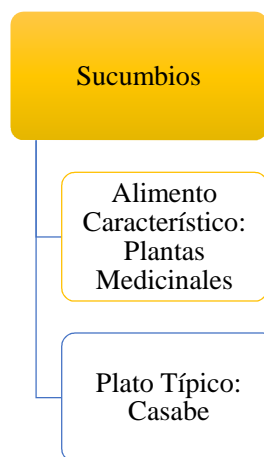 Sucumbios
Alimento
Característico:
Plantas
Medicinales
Plato Típico:
Casabe